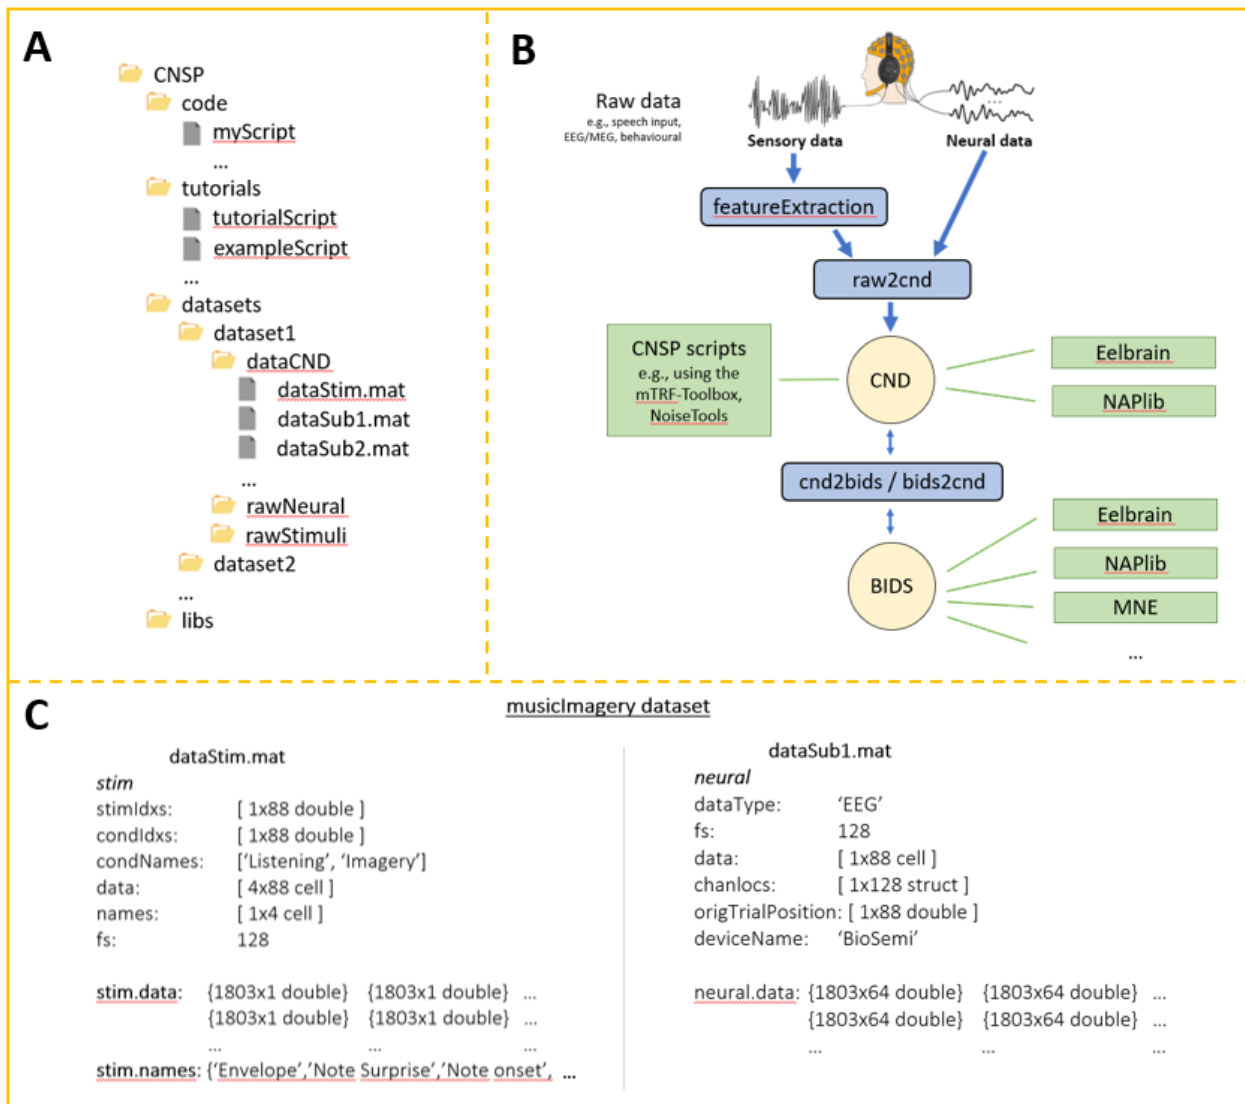 A
CNSP
code
myScript
...
tutorials
tutorialScript
exampleScript
...
datasets
dataset1
dataCND
dataStim.mat
dataSub1.mat
dataSub2.mat
...
rawNeural
rawStimuli
dataset2
...
libs
B
Raw data
e.g., speech input,
EEG/MEG, behavioural
...
Sensory data
Neural data
featureExtraction
raw2cnd
CNSP scripts
e.g., using the
mTRF-Toolbox,
NoiseTools
CND
Eelbrain
NAPlib
cnd2bids / bids2cnd
BIDS
Eelbrain
NAPlib
MNE
...
C
musicImagery dataset
dataStim.mat
stim
stimIdxs: [ 1x88 double ]
condIdxs: [ 1x88 double ]
condNames: ['Listening', 'Imagery']
data: [ 4x88 cell ]
names: [ 1x4 cell ]
fs: 128
stim.data: {1803x1 double} {1803x1 double} ...
{1803x1 double} {1803x1 double} ...
... ... ...
stim.names: {'Envelope','Note Surprise','Note onset', ...
dataSub1.mat
neural
dataType: 'EEG'
fs: 128
data: [ 1x88 cell ]
chanlocs: [ 1x128 struct ]
origTrialPosition: [ 1x88 double ]
deviceName: 'BioSemi'
neural.data: {1803x64 double} {1803x64 double} ...
{1803x64 double} {1803x64 double} ...
... ... ...